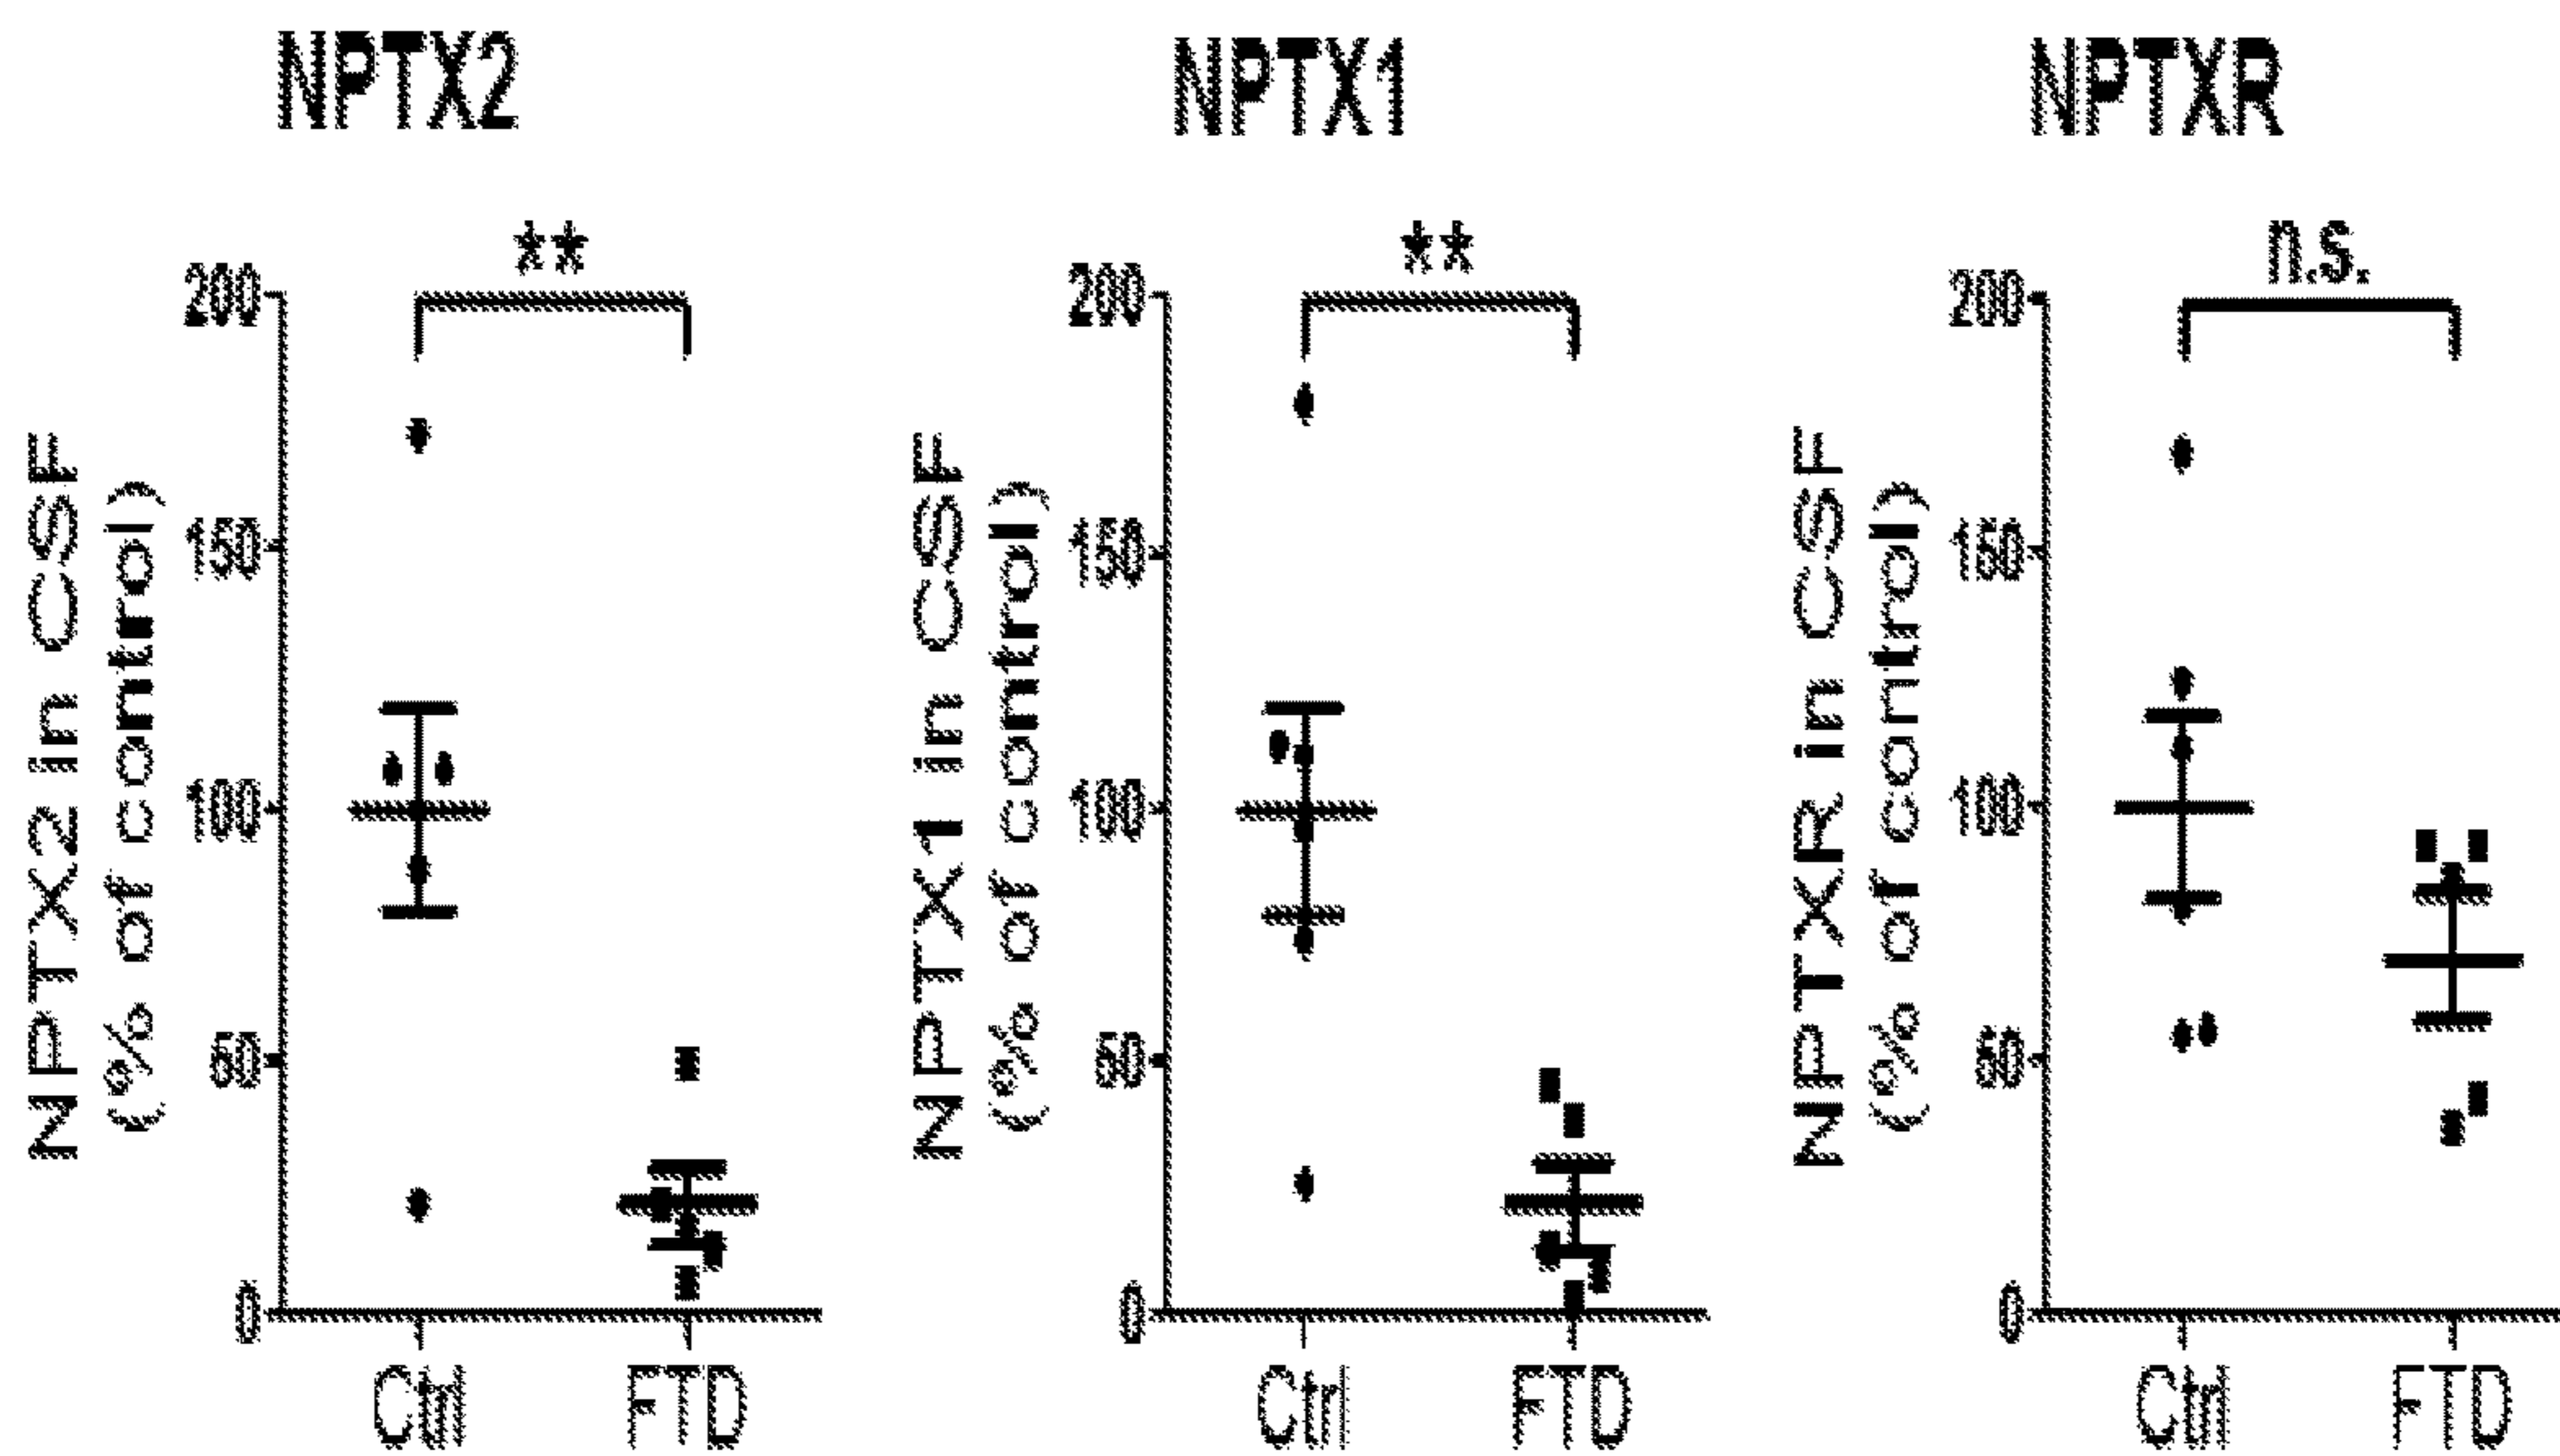 NPTX2
NPTX1
NPTXR
**
**
n.s.
NPTX2 in CSF
(% of control)
200
150
100
50
0
Ctrl
FTD
NPTX1 in CSF
(% of control)
200
150
100
50
0
Ctrl
FTD
NPTXR in CSF
(% of control)
200
150
100
50
0
Ctrl
FTD